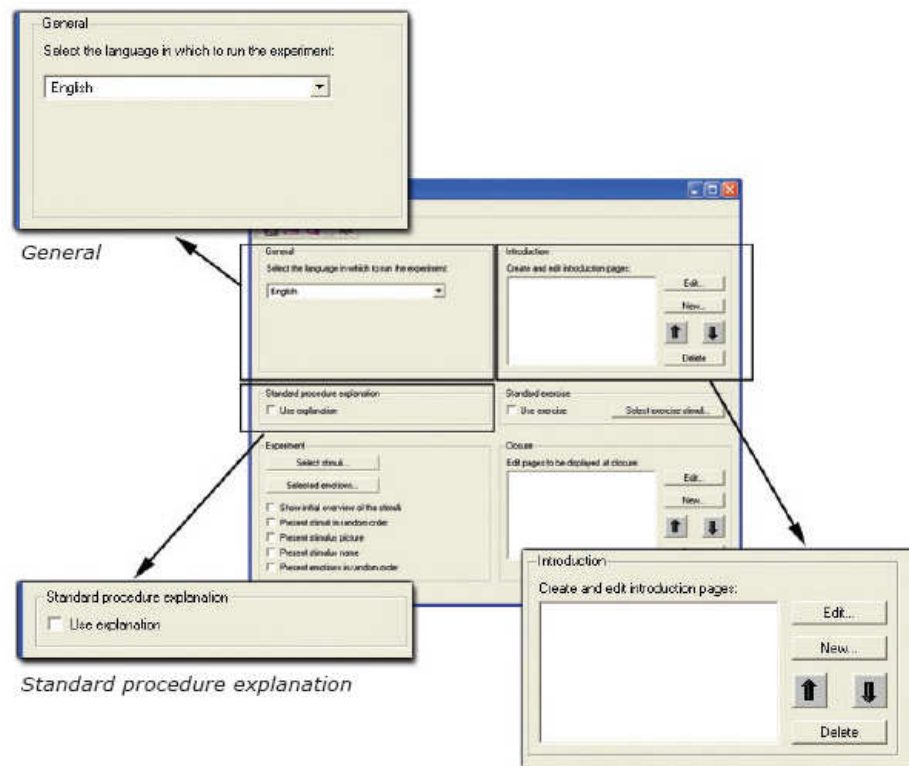 General
Select the language in which to run the experiment:
English
General
General
Select the language in which to run the experiment:
English
Introduction
Create and edit introduction pages:
Edit...
New...
Delete
Standard procedure explanation
Use explanation
Standard exercise
Use exercise
Select exercise stimuli...
Experiment
Select stimuli...
Selected emotions...
Show initial overview of the stimuli
Present stimuli in random order
Present stimulus picture
Present stimulus name
Present emotions in random order
Closure
Edit pages to be displayed at closure
Edit...
New...
Standard procedure explanation
Use explanation
Standard procedure explanation
Introduction
Create and edit introduction pages:
Edit...
New...
Delete